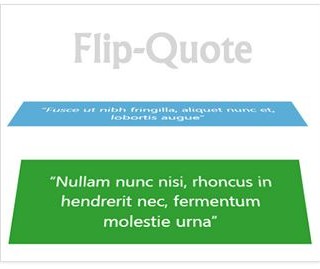 Flip-Quote
“Fusce ut nibh fringilla, aliquet nunc et,
lobortis augue”
“Nullam nunc nisi, rhoncus in
hendrerit nec, fermentum
molestie urna”